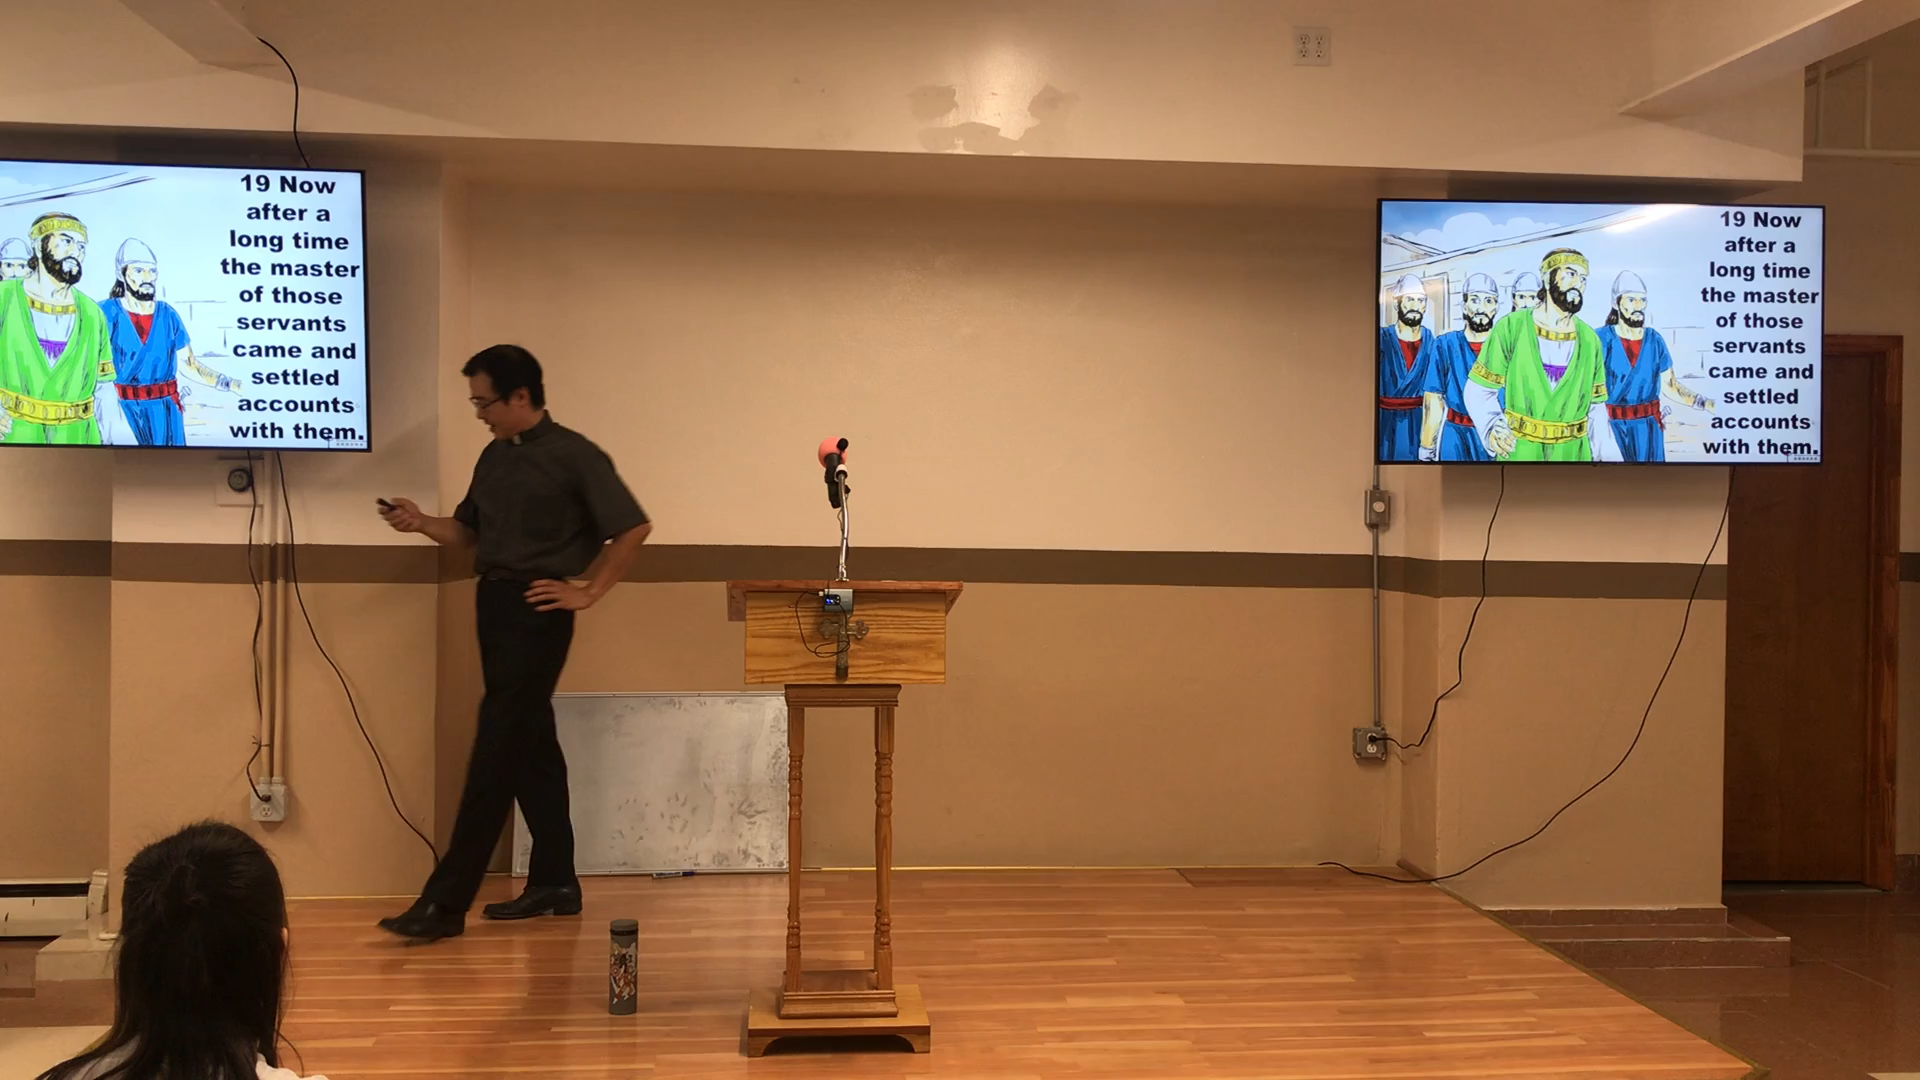 19 Now
after a
long time
the master
of those
servants
came and
settled
accounts
with them.
19 Now
after a
long time
the master
of those
servants
came and
settled
accounts
with them.